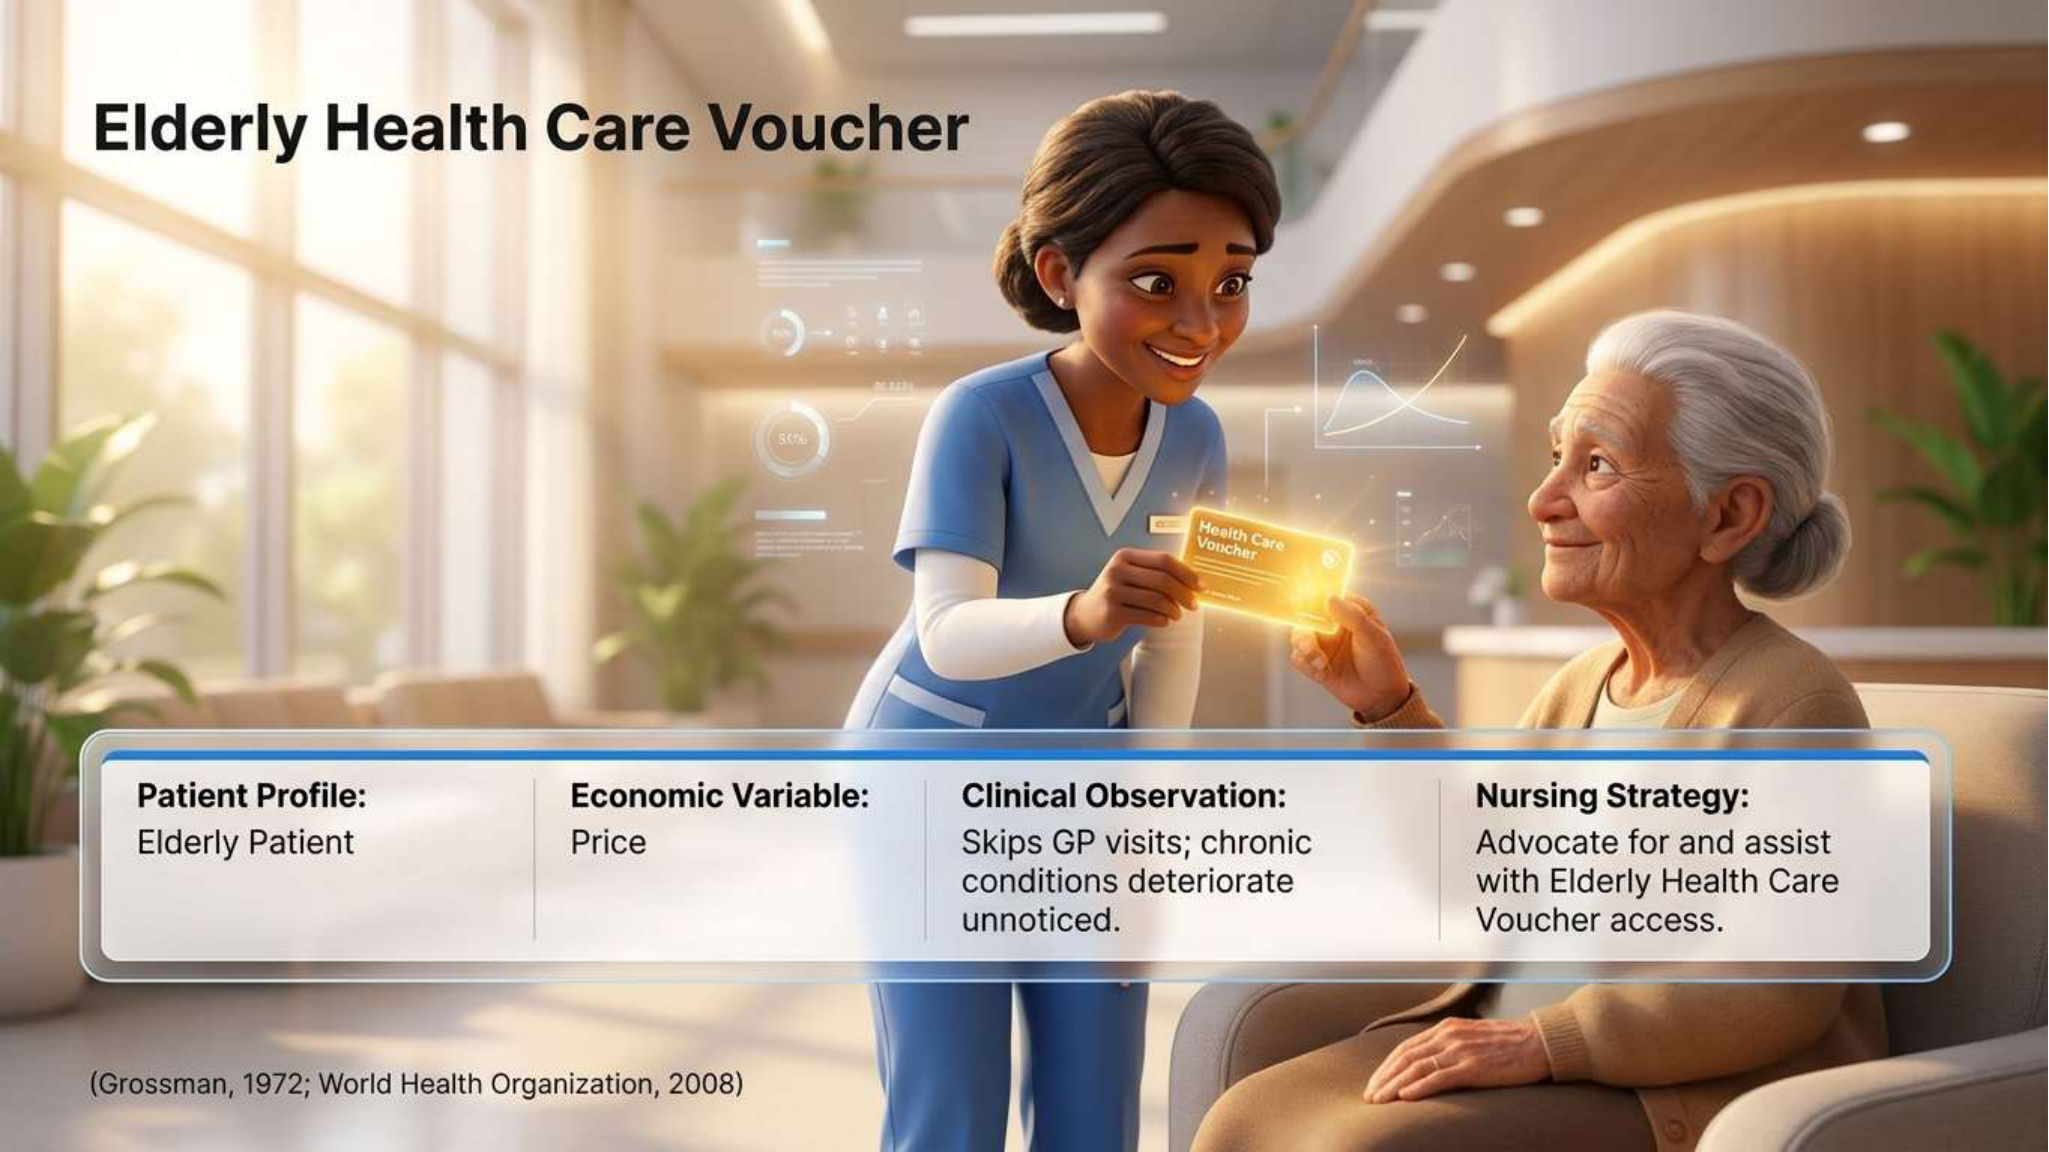 Elderly Health Care Voucher
Health Care
Voucher
Patient Profile:
Elderly Patient
Economic Variable:
Price
Clinical Observation:
Skips GP visits; chronic
conditions deteriorate
unnoticed.
Nursing Strategy:
Advocate for and assist
with Elderly Health Care
Voucher access.
(Grossman, 1972; World Health Organization, 2008)